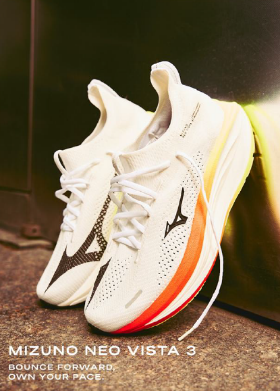 MIZUNO NEO VISTA 3
BOUNCE FORWARD,
OWN YOUR PACE.